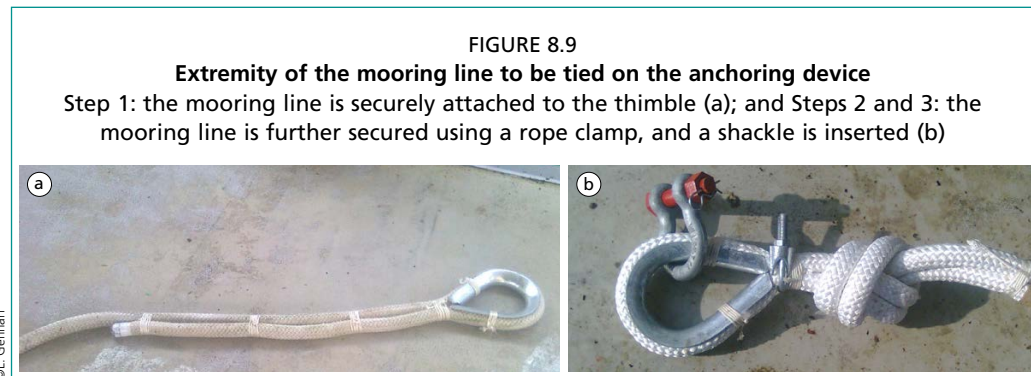 FIGURE 8.9
Extremity of the mooring line to be tied on the anchoring device
Step 1: the mooring line is securely attached to the thimble (a); and Steps 2 and 3: the
mooring line is further secured using a rope clamp, and a shackle is inserted (b)
a
b